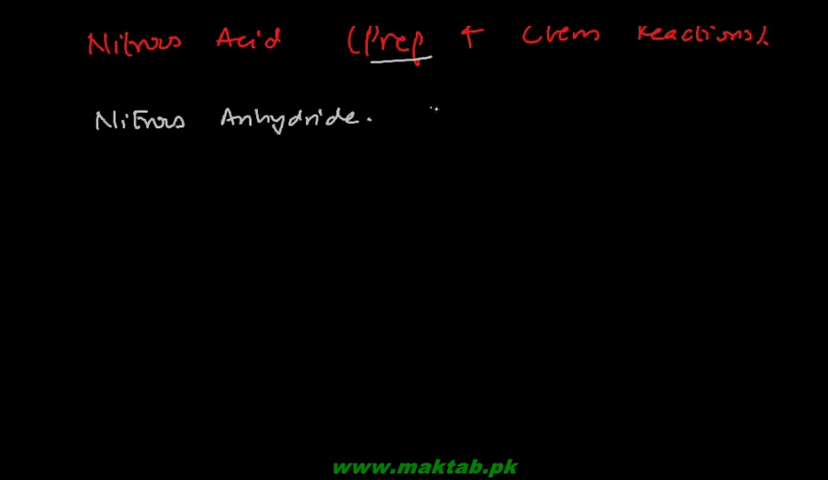 Nitrous Acid (Prep + Chem Reactions)
Nitrous Anhydride.
www.maktab.pk